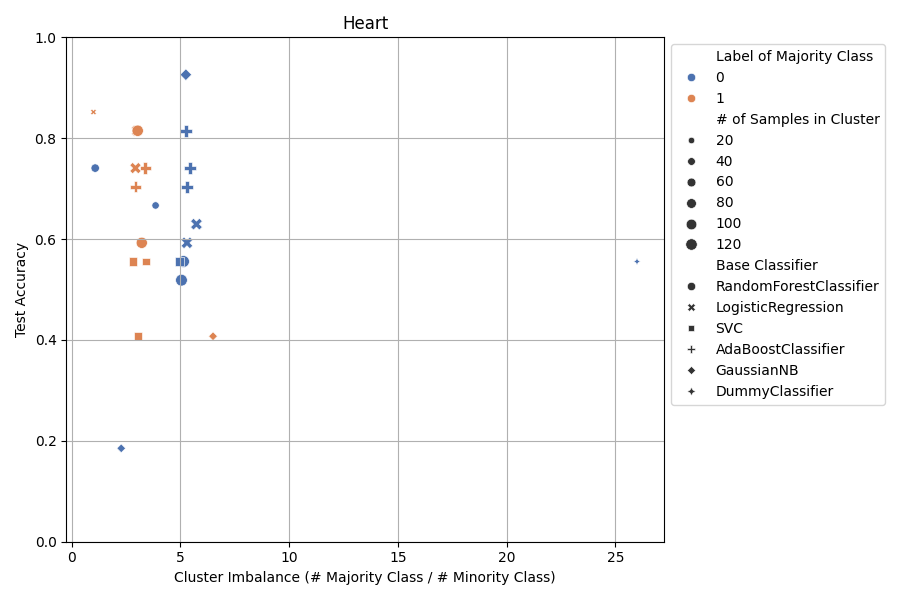 Heart
1.0
0.8
0.6
0.4
0.2
0.0
Test Accuracy
0
5
10
15
20
25
Cluster Imbalance (# Majority Class / # Minority Class)
Label of Majority Class
0
1
# of Samples in Cluster
20
40
60
80
100
120
Base Classifier
RandomForestClassifier
LogisticRegression
SVC
AdaBoostClassifier
GaussianNB
DummyClassifier